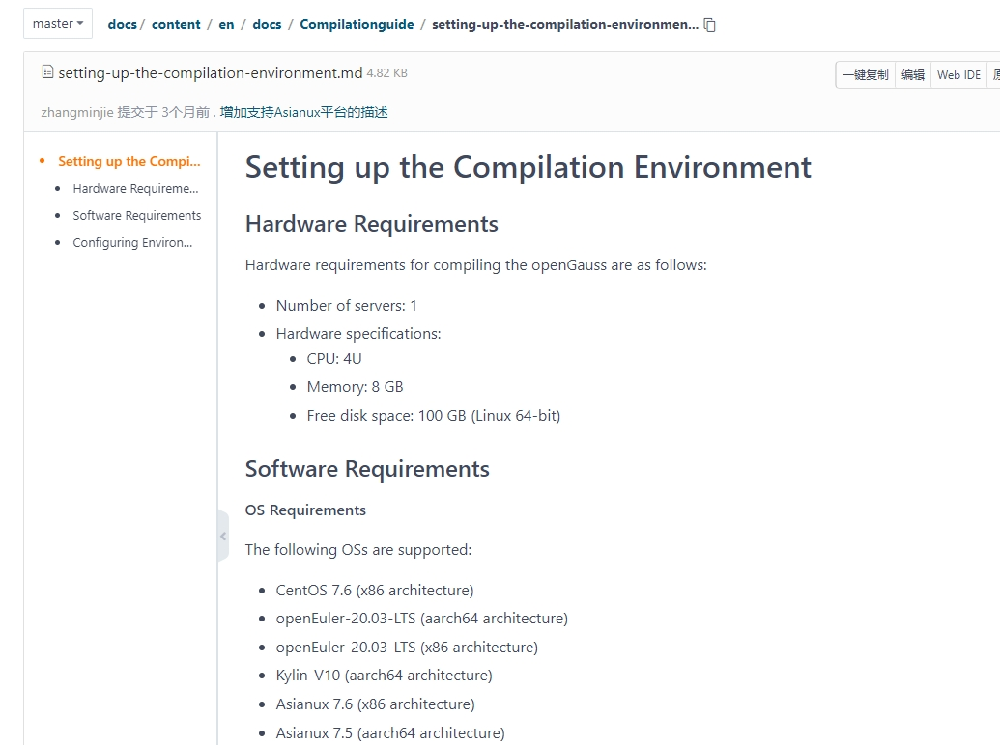 master
docs / content / en / docs / Compilationguide / setting-up-the-compilation-environmen...
setting-up-the-compilation-environment.md 4.82 KB
一键复制 编辑 Web IDE
zhangminjie 提交于 3个月前 . 增加支持Asianux平台的描述
Setting up the Compi...
Hardware Requireme...
Software Requirements
Configuring Environ...
Setting up the Compilation Environment
Hardware Requirements
Hardware requirements for compiling the openGauss are as follows:
Number of servers: 1
Hardware specifications:
CPU: 4U
Memory: 8 GB
Free disk space: 100 GB (Linux 64-bit)
Software Requirements
OS Requirements
The following OSs are supported:
CentOS 7.6 (x86 architecture)
openEuler-20.03-LTS (aarch64 architecture)
openEuler-20.03-LTS (x86 architecture)
Kylin-V10 (aarch64 architecture)
Asianux 7.6 (x86 architecture)
Asianux 7.5 (aarch64 architecture)